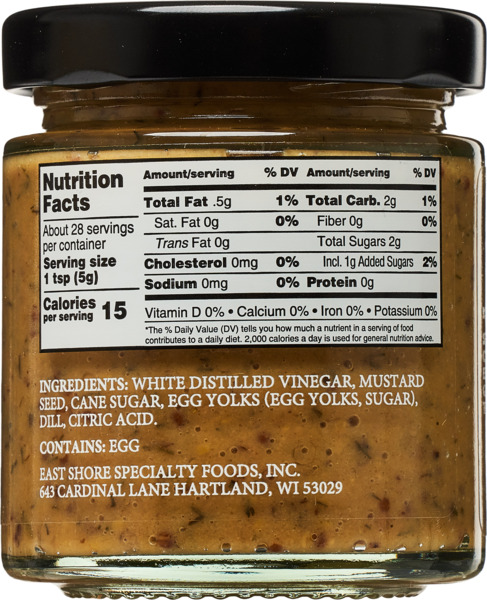 Nutrition Facts
About 28 servings per container
Serving size
1 tsp (5g)
Calories per serving 15
Amount/serving % DV Amount/serving % DV
Total Fat .5g 1% Total Carb. 2g 1%
Sat. Fat 0g 0% Fiber 0g 0%
Trans Fat 0g Total Sugars 2g
Cholesterol 0mg 0% Incl. 1g Added Sugars 2%
Sodium 0mg 0% Protein 0g
Vitamin D 0% • Calcium 0% • Iron 0% • Potassium 0%
*The % Daily Value (DV) tells you how much a nutrient in a serving of food
contributes to a daily diet. 2,000 calories a day is used for general nutrition advice.
INGREDIENTS: WHITE DISTILLED VINEGAR, MUSTARD
SEED, CANE SUGAR, EGG YOLKS (EGG YOLKS, SUGAR),
DILL, CITRIC ACID.
CONTAINS: EGG
EAST SHORE SPECIALTY FOODS, INC.
643 CARDINAL LANE HARTLAND, WI 53029